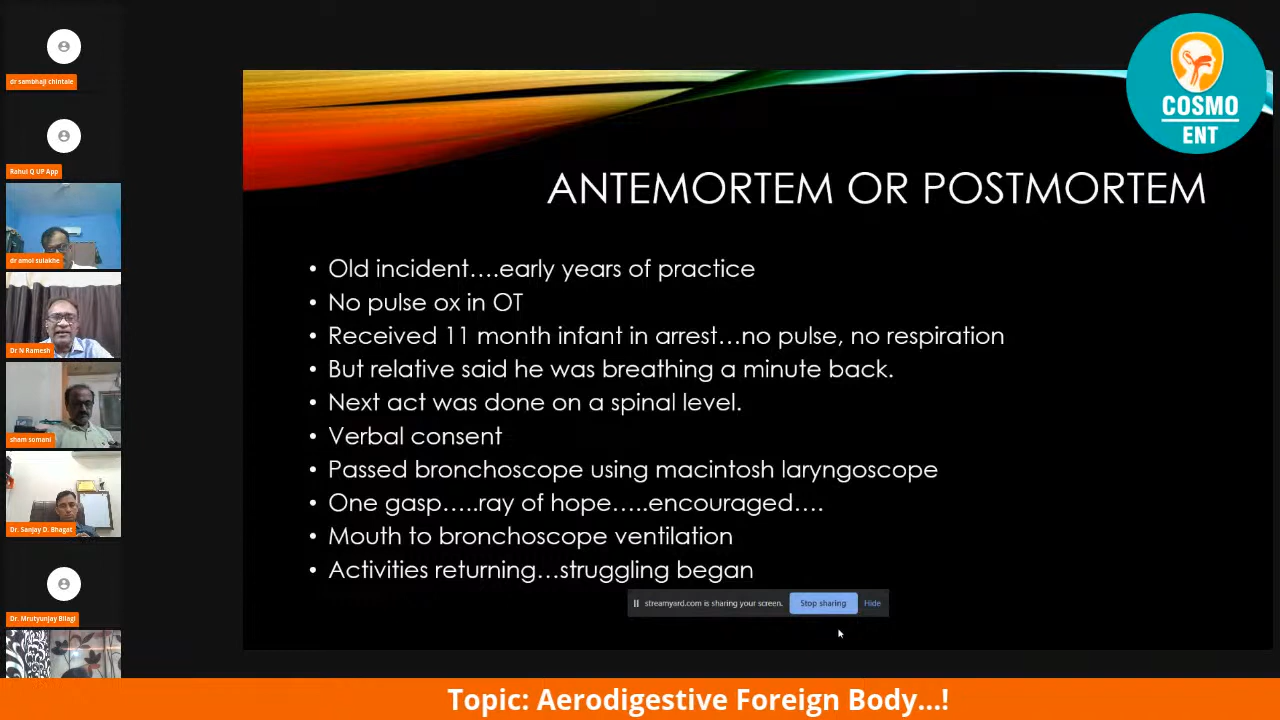 dr sambhaji chintale
Rahul Q UP App
dr amol sulakhe
Dr N Ramesh
sham somani
Dr. Sanjay D. Bhagat
Dr. Mrutyunjay Bilagi
COSMO
ENT
ANTEMORTEM OR POSTMORTEM
• Old incident….early years of practice
• No pulse ox in OT
• Received 11 month infant in arrest…no pulse, no respiration
• But relative said he was breathing a minute back.
• Next act was done on a spinal level.
• Verbal consent
• Passed bronchoscope using macintosh laryngoscope
• One gasp…..ray of hope…..encouraged….
• Mouth to bronchoscope ventilation
• Activities returning…struggling began
streamyard.com is sharing your screen. Stop sharing Hide
Topic: Aerodigestive Foreign Body...!